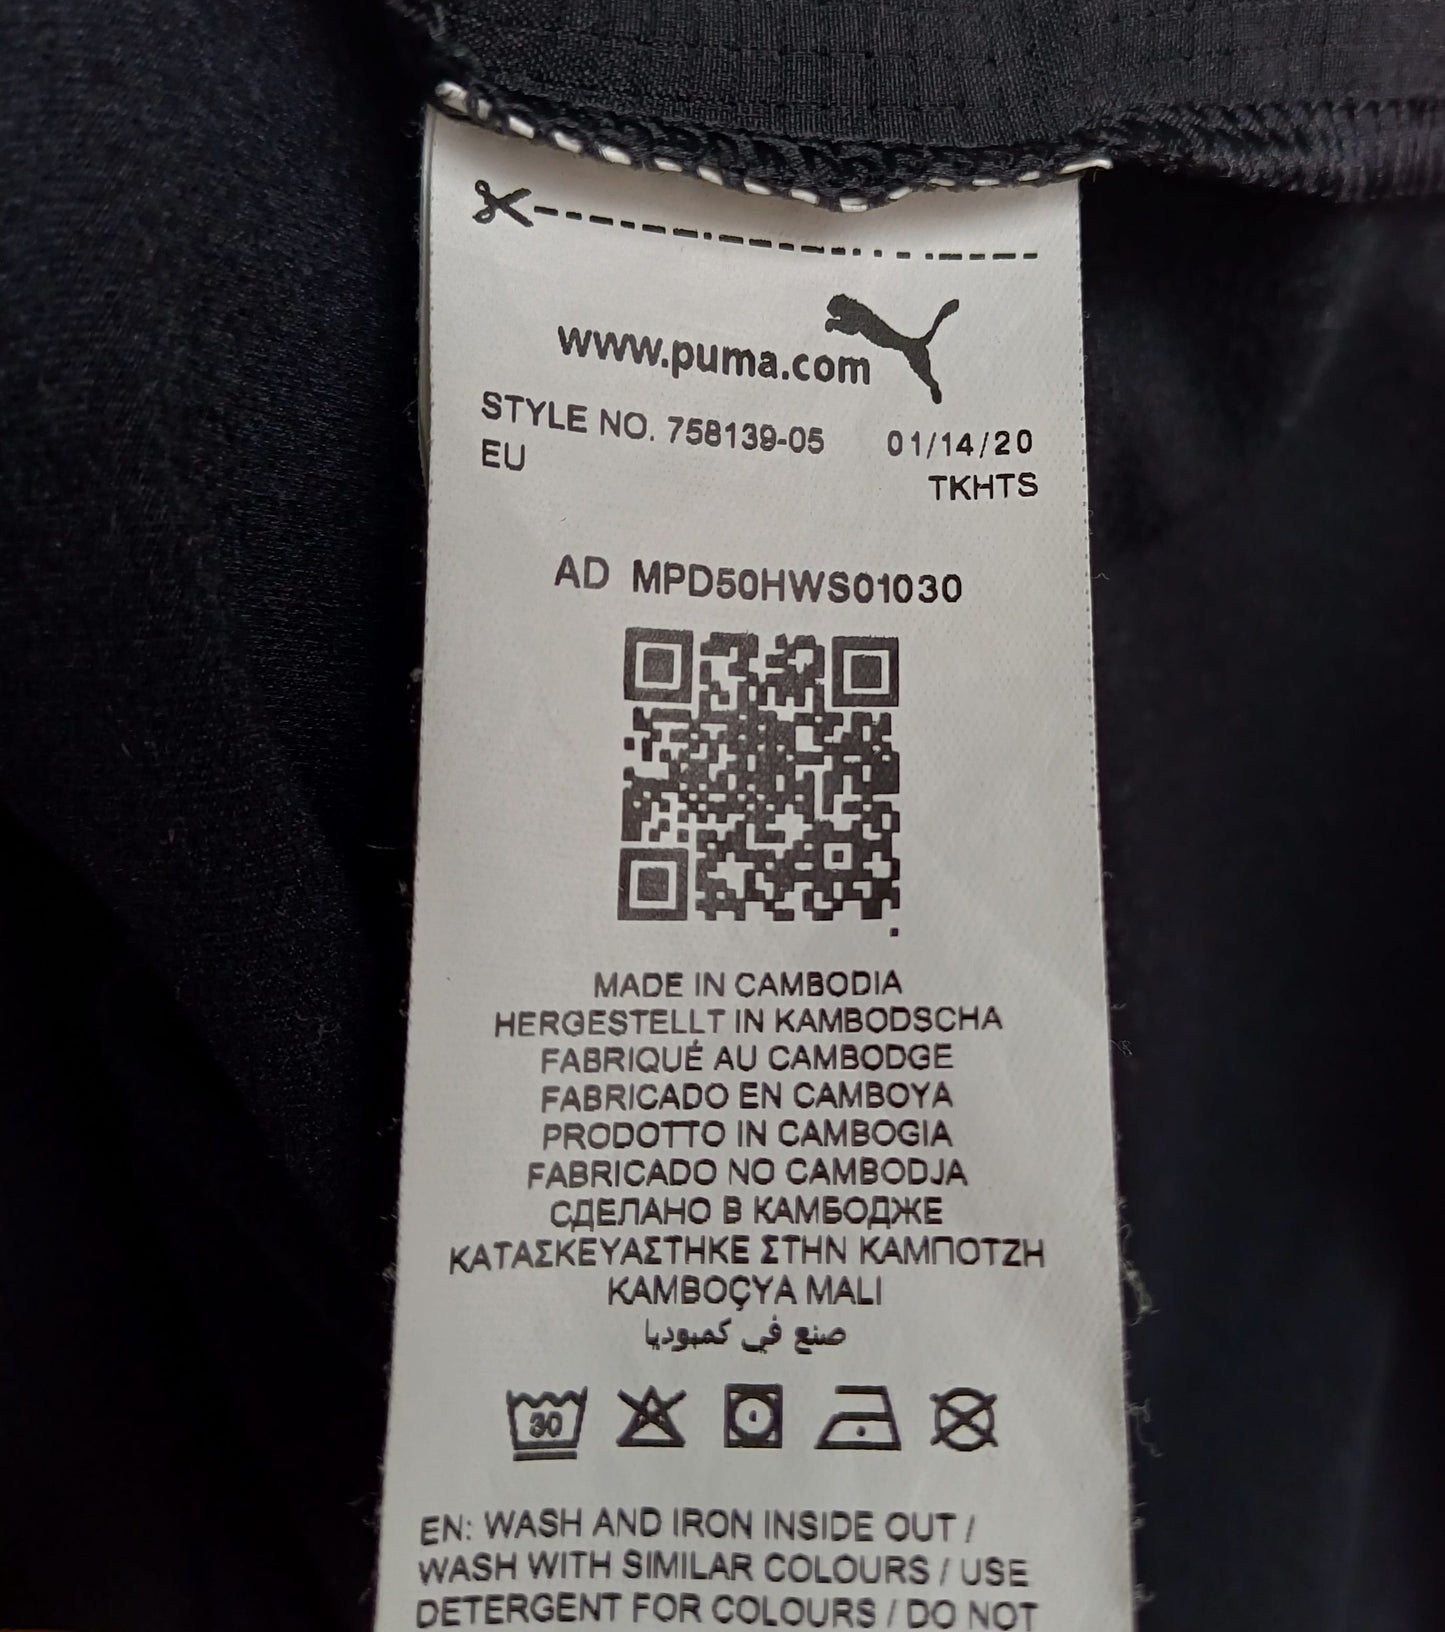 www.puma.com
STYLE NO. 758139-05 01/14/20
EU TKHTS
AD MPD50HWS01030
MADE IN CAMBODIA
HERGESTELLT IN KAMBODSCHA
FABRIQUÉ AU CAMBODGE
FABRICADO EN CAMBOYA
PRODOTTO IN CAMBOGIA
FABRICADO NO CAMBODJA
СДЕЛАНО В КАМБОДЖЕ
ΚΑΤΑΣΚΕΥΑΣΤΗΚΕ ΣΤΗΝ ΚΑΜΠΟΤΖΗ
KAMBOÇYA MALI
صنع في كمبوديا
30
EN: WASH AND IRON INSIDE OUT /
WASH WITH SIMILAR COLOURS / USE
DETERGENT FOR COLOURS / DO NOT